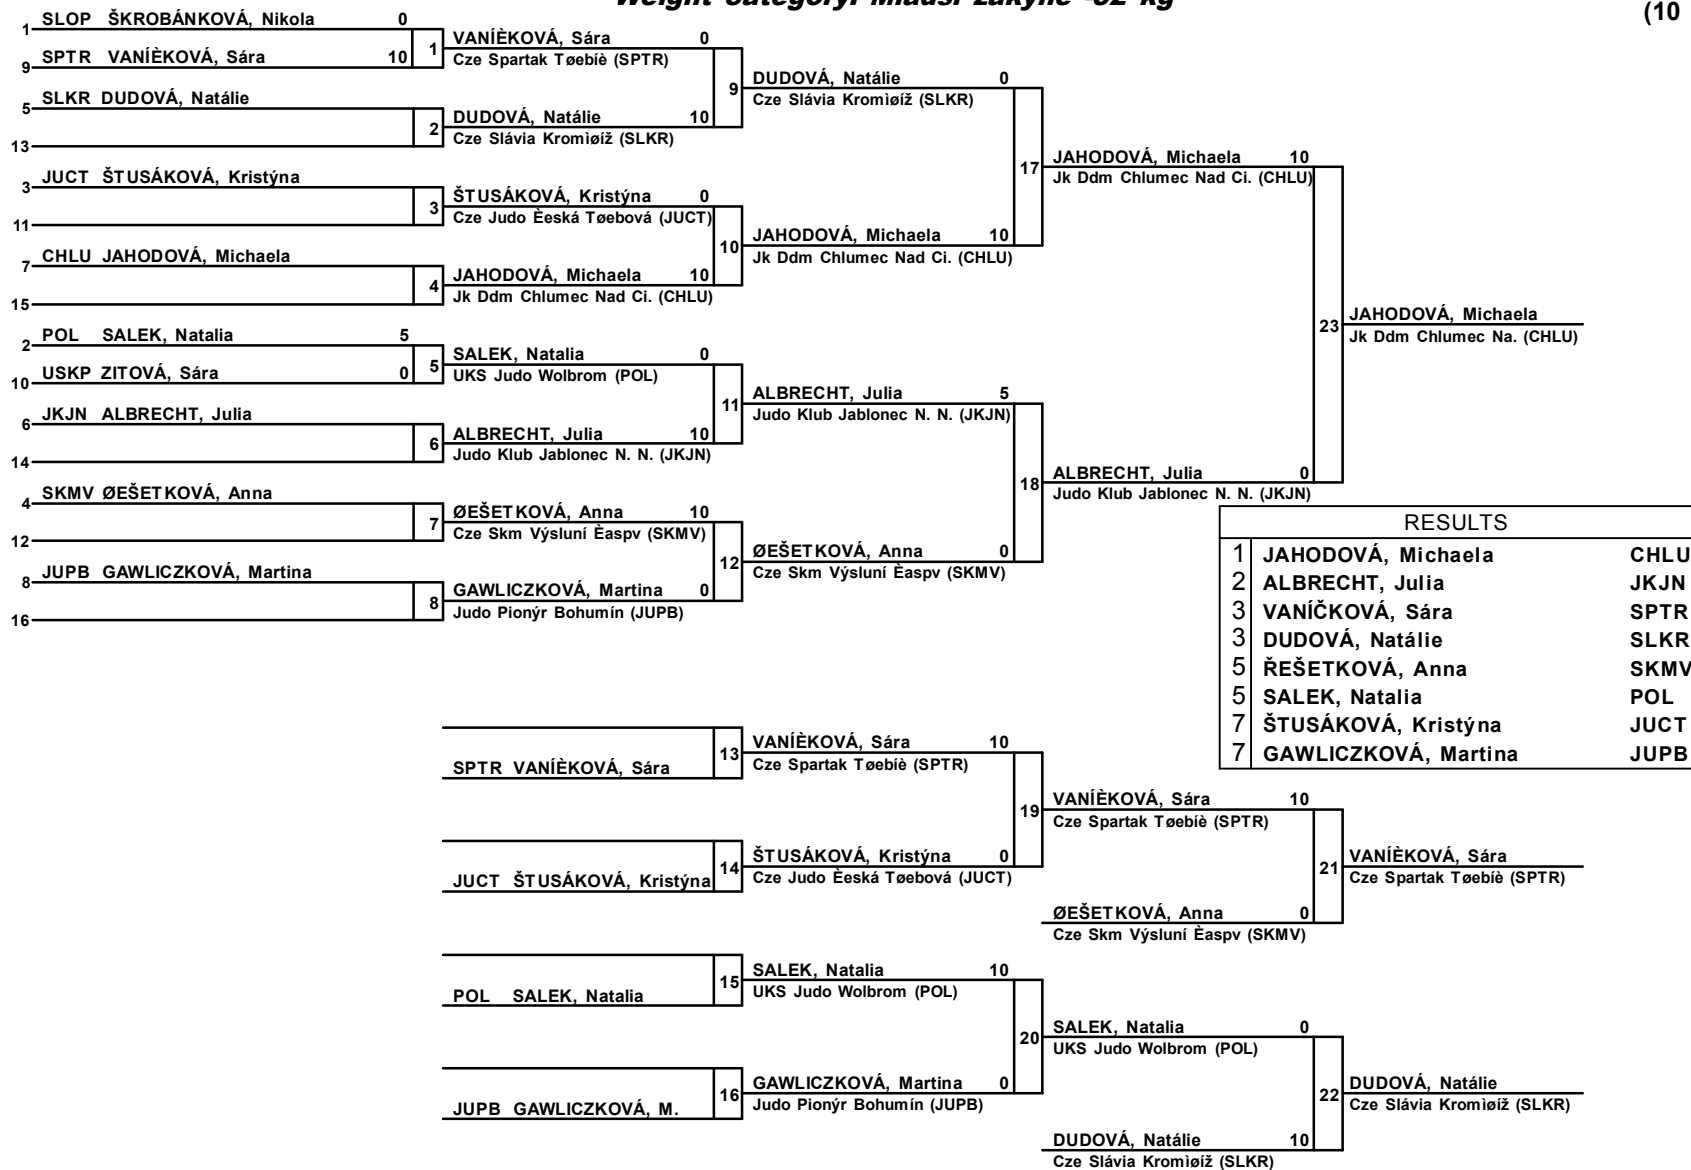 (10
1 SLOP ŠKROBÁNKOVÁ, Nikola 0
9 SPTR VANÍÈKOVÁ, Sára 10
1
5 SLKR DUDOVÁ, Natálie
13
2
3 JUCT ŠTUSÁKOVÁ, Kristýna
11
3
7 CHLU JAHODOVÁ, Michaela
15
4
2 POL SALEK, Natalia 5
10 USKP ZITOVÁ, Sára 0
5
6 JKJN ALBRECHT, Julia
14
6
4 SKMV ØEŠETKOVÁ, Anna
12
7
8 JUPB GAWLICZKOVÁ, Martina
16
8
VANÍÈKOVÁ, Sára 0
Cze Spartak Tøebíè (SPTR)
9
DUDOVÁ, Natálie 10
Cze Slávia Kromìøíž (SLKR)
ŠTUSÁKOVÁ, Kristýna 0
Cze Judo Èeská Tøebová (JUCT)
10
JAHODOVÁ, Michaela 10
Jk Ddm Chlumec Nad Ci. (CHLU)
SALEK, Natalia 0
UKS Judo Wolbrom (POL)
11
ALBRECHT, Julia 10
Judo Klub Jablonec N. N. (JKJN)
ØEŠETKOVÁ, Anna 10
Cze Skm Výsluní Èaspv (SKMV)
12
GAWLICZKOVÁ, Martina 0
Judo Pionýr Bohumín (JUPB)
DUDOVÁ, Natálie 0
Cze Slávia Kromìøíž (SLKR)
17
JAHODOVÁ, Michaela 10
Jk Ddm Chlumec Nad Ci. (CHLU)
ALBRECHT, Julia 5
Judo Klub Jablonec N. N. (JKJN)
18
ØEŠETKOVÁ, Anna 0
Cze Skm Výsluní Èaspv (SKMV)
JAHODOVÁ, Michaela 10
Jk Ddm Chlumec Nad Ci. (CHLU)
23
ALBRECHT, Julia 0
Judo Klub Jablonec N. N. (JKJN)
JAHODOVÁ, Michaela
Jk Ddm Chlumec Na. (CHLU)
RESULTS
1 JAHODOVÁ, Michaela CHLU
2 ALBRECHT, Julia JKJN
3 VANÍČKOVÁ, Sára SPTR
3 DUDOVÁ, Natálie SLKR
5 ŘEŠETKOVÁ, Anna SKMV
5 SALEK, Natalia POL
7 ŠTUSÁKOVÁ, Kristýna JUCT
7 GAWLICZKOVÁ, Martina JUPB
SPTR VANÍÈKOVÁ, Sára
13
JUCT ŠTUSÁKOVÁ, Kristýna
14
POL SALEK, Natalia
15
JUPB GAWLICZKOVÁ, M.
16
VANÍÈKOVÁ, Sára 10
Cze Spartak Tøebíè (SPTR)
19
ŠTUSÁKOVÁ, Kristýna 0
Cze Judo Èeská Tøebová (JUCT)
SALEK, Natalia 10
UKS Judo Wolbrom (POL)
20
GAWLICZKOVÁ, Martina 0
Judo Pionýr Bohumín (JUPB)
VANÍÈKOVÁ, Sára 10
Cze Spartak Tøebíè (SPTR)
21
ØEŠETKOVÁ, Anna 0
Cze Skm Výsluní Èaspv (SKMV)
SALEK, Natalia 0
UKS Judo Wolbrom (POL)
22
DUDOVÁ, Natálie 10
Cze Slávia Kromìøíž (SLKR)
VANÍÈKOVÁ, Sára
Cze Spartak Tøebíè (SPTR)
DUDOVÁ, Natálie
Cze Slávia Kromìøíž (SLKR)